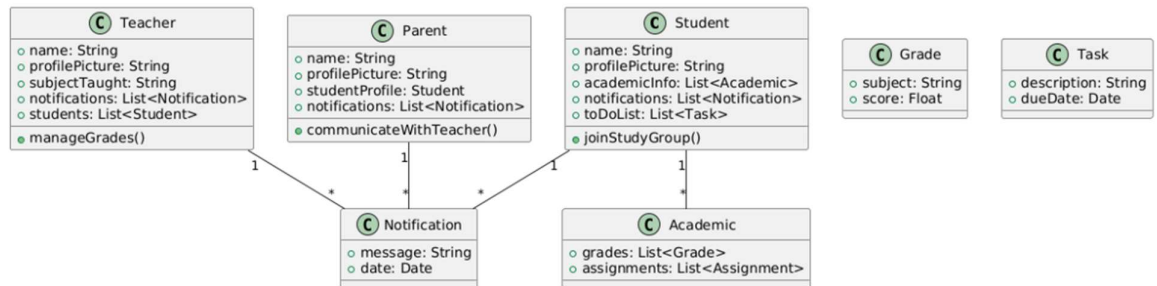 C Teacher
name: String
profilePicture: String
subjectTaught: String
notifications: List<Notification>
students: List<Student>
manageGrades()
C Parent
name: String
profilePicture: String
studentProfile: Student
notifications: List<Notification>
communicateWithTeacher()
C Student
name: String
profilePicture: String
academicInfo: List<Academic>
notifications: List<Notification>
toDoList: List<Task>
joinStudyGroup()
C Grade
subject: String
score: Float
C Task
description: String
dueDate: Date
1
1
1
1
*
*
*
*
C Notification
message: String
date: Date
C Academic
grades: List<Grade>
assignments: List<Assignment>